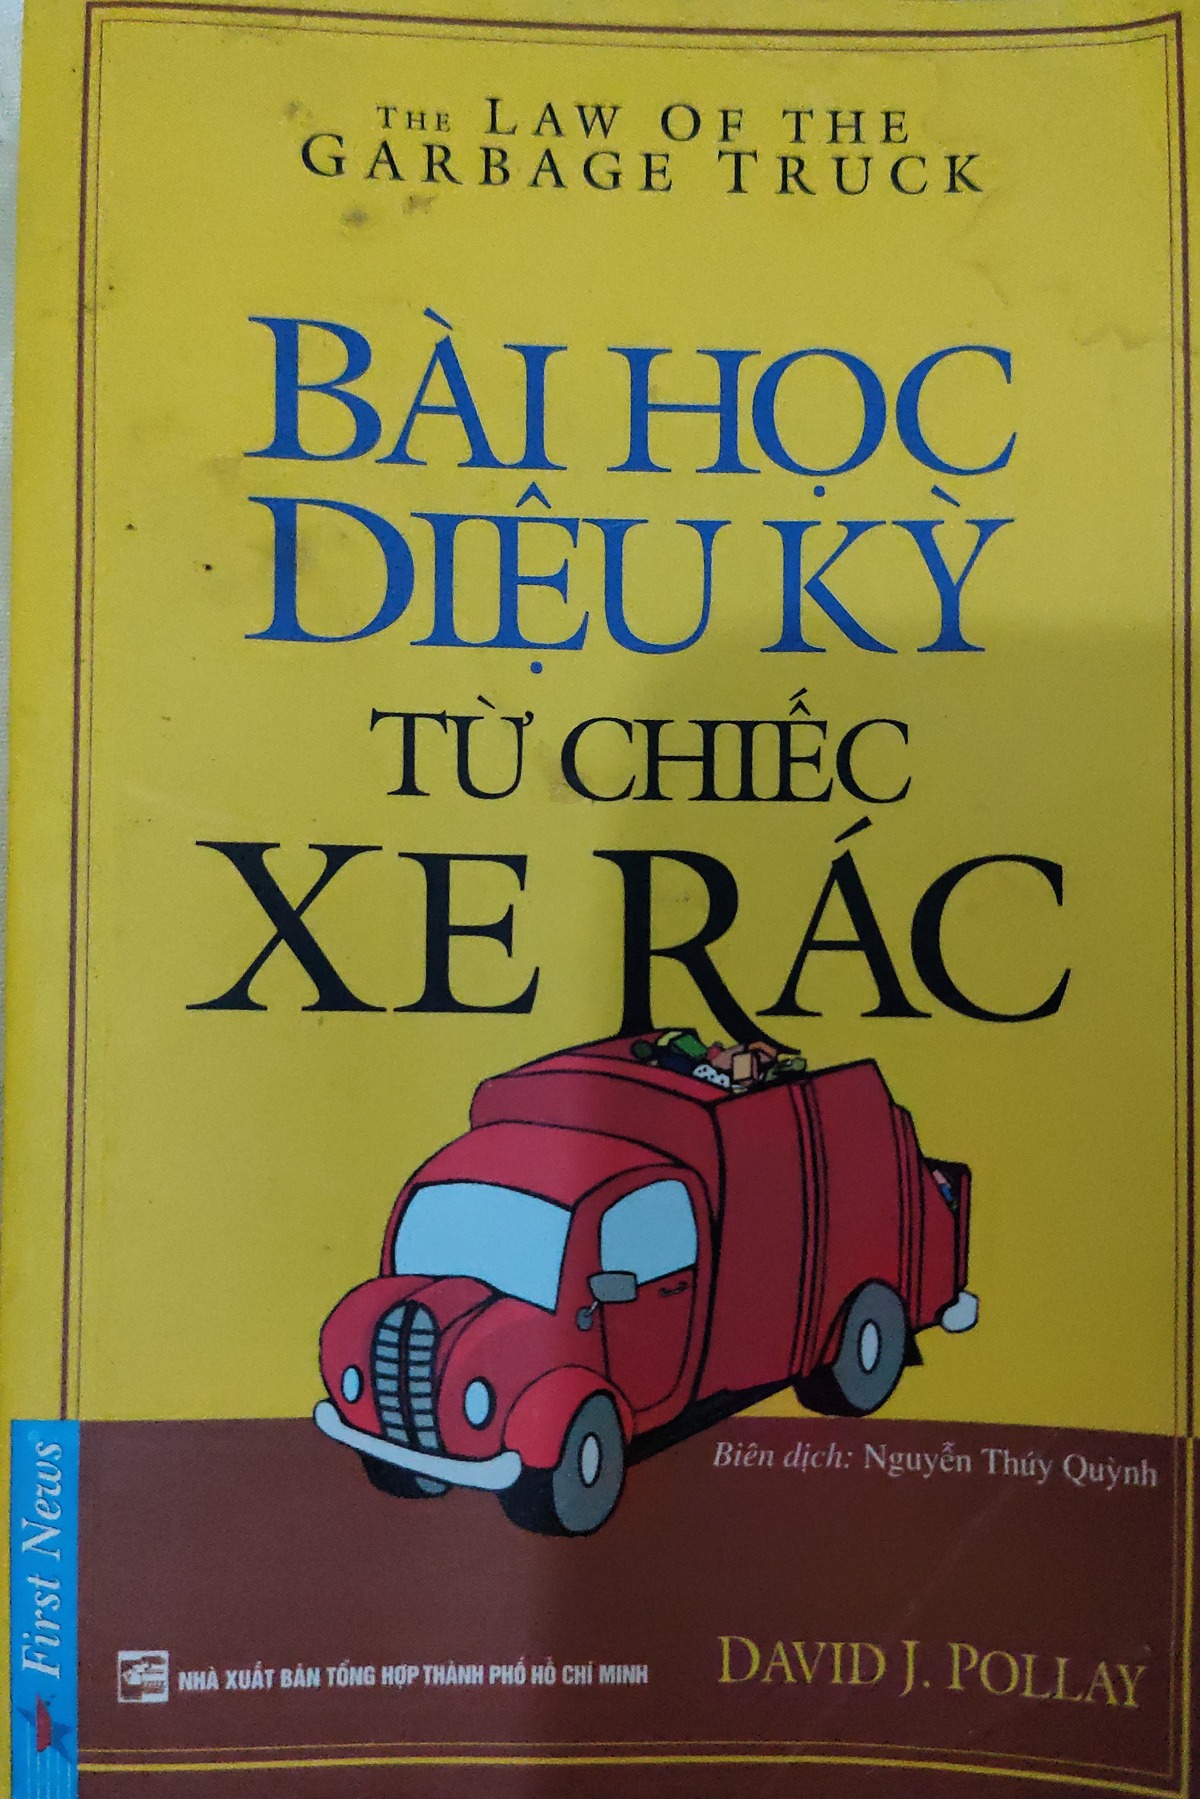 THE LAW OF THE
GARBAGE TRUCK
BÀI HỌC
DIỆU KỲ
TỪ CHIẾC
XE RÁC
Biên dịch: Nguyễn Thúy Quỳnh
First News
NHÀ XUẤT BẢN TỔNG HỢP THÀNH PHỐ HỒ CHÍ MINH
DAVID J. POLLAY